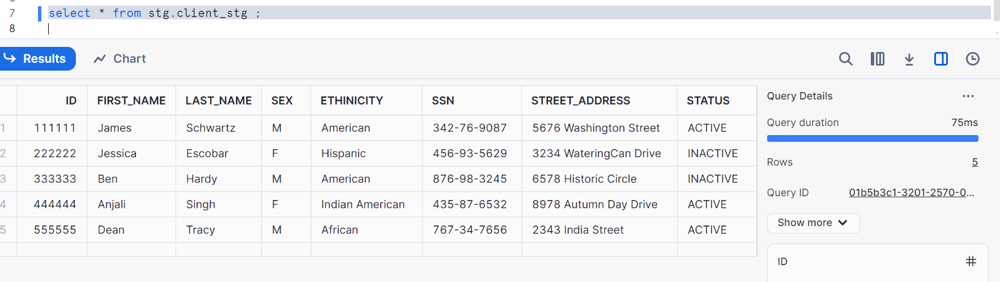 7 select * from stg.client_stg ;
8
Results Chart
ID FIRST_NAME LAST_NAME SEX ETHINICITY SSN STREET_ADDRESS STATUS
1 111111 James Schwartz M American 342-76-9087 5676 Washington Street ACTIVE
2 222222 Jessica Escobar F Hispanic 456-93-5629 3234 WateringCan Drive INACTIVE
3 333333 Ben Hardy M American 876-98-3245 6578 Historic Circle INACTIVE
4 444444 Anjali Singh F Indian American 435-87-6532 8978 Autumn Day Drive ACTIVE
5 555555 Dean Tracy M African 767-34-7656 2343 India Street ACTIVE
Query Details ...
Query duration 75ms
Rows 5
Query ID 01b5b3c1-3201-2570-0...
Show more
ID #